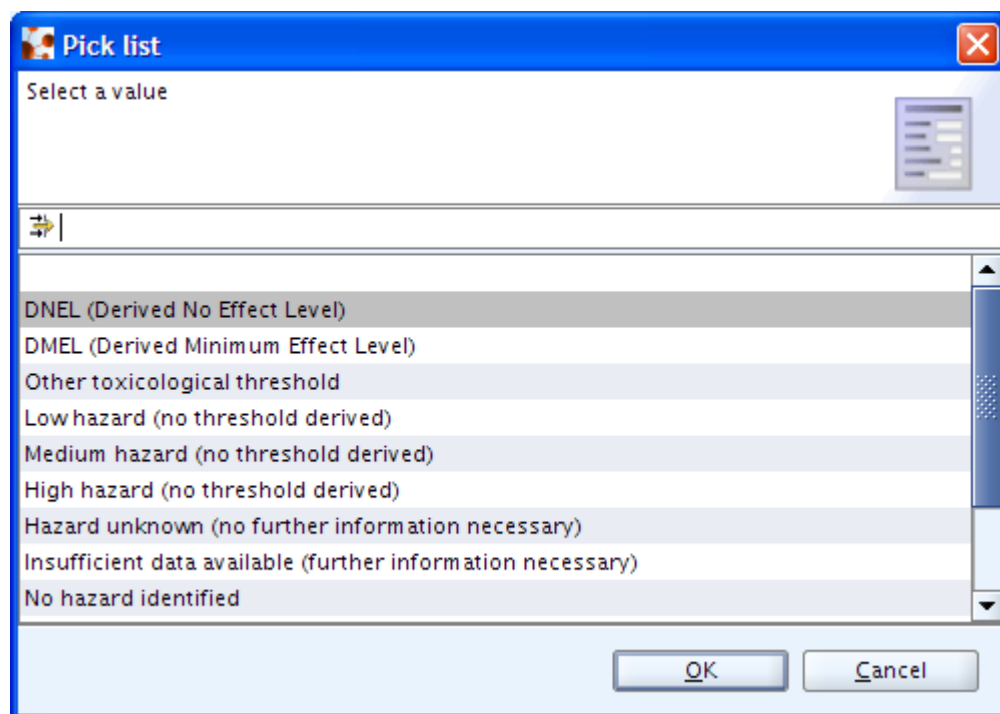 Pick list
Select a value
DNEL (Derived No Effect Level)
DMEL (Derived Minimum Effect Level)
Other toxicological threshold
Low hazard (no threshold derived)
Medium hazard (no threshold derived)
High hazard (no threshold derived)
Hazard unknown (no further information necessary)
Insufficient data available (further information necessary)
No hazard identified
OK
Cancel